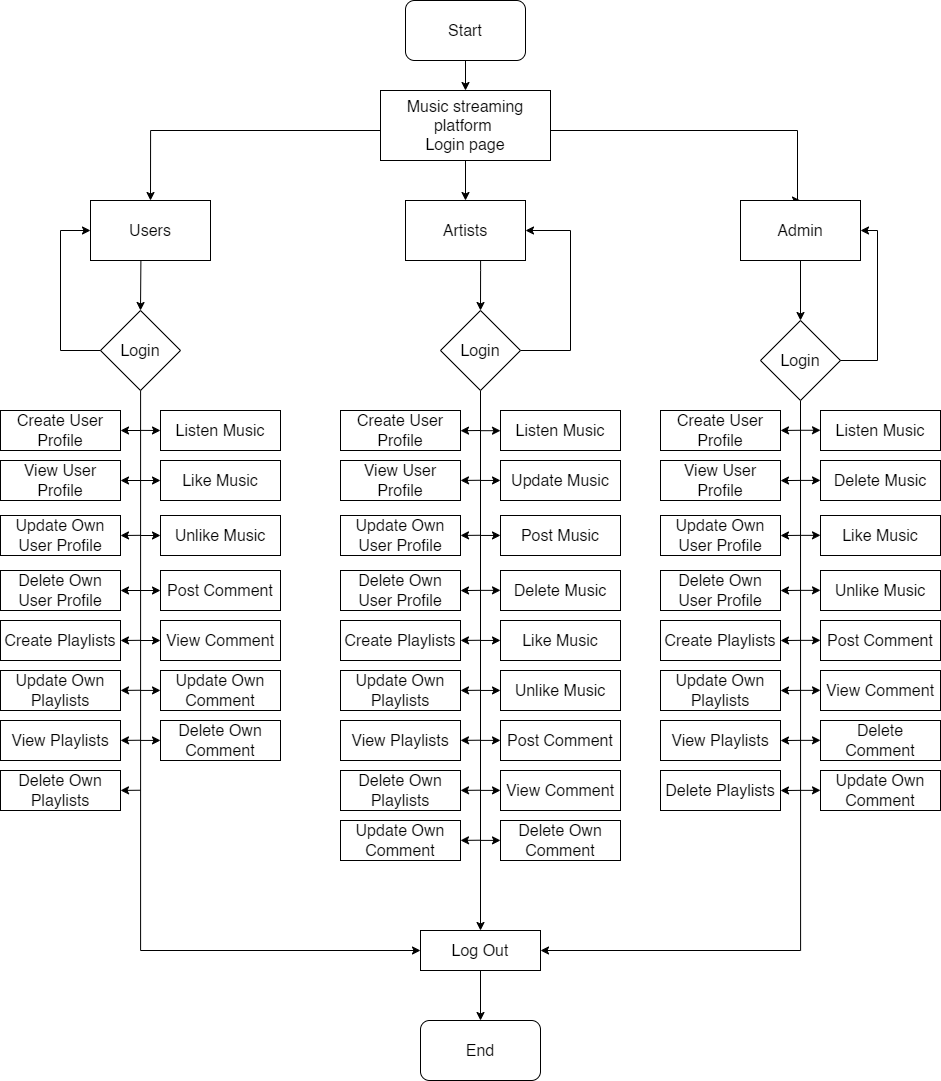 Start
Music streaming
platform
Login page
Users
Artists
Admin
Login
Login
Login
Create User
Profile
Listen Music
Create User
Profile
Listen Music
Create User
Profile
Listen Music
View User
Profile
Like Music
View User
Profile
Update Music
View User
Profile
Delete Music
Update Own
User Profile
Unlike Music
Update Own
User Profile
Post Music
Update Own
User Profile
Like Music
Delete Own
User Profile
Post Comment
Delete Own
User Profile
Delete Music
Delete Own
User Profile
Unlike Music
Create Playlists
View Comment
Create Playlists
Like Music
Create Playlists
Post Comment
Update Own
Playlists
Update Own
Comment
Update Own
Playlists
Unlike Music
Update Own
Playlists
View Comment
View Playlists
Delete Own
Comment
View Playlists
Post Comment
View Playlists
Delete
Comment
Delete Own
Playlists
Delete Own
Playlists
View Comment
Delete Playlists
Update Own
Comment
Update Own
Comment
Delete Own
Comment
Log Out
End